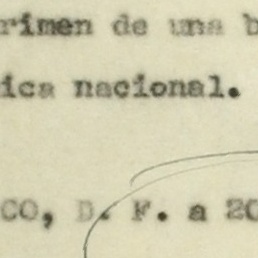 rimen de una b
ica nacional.
CO, D. F. a 20